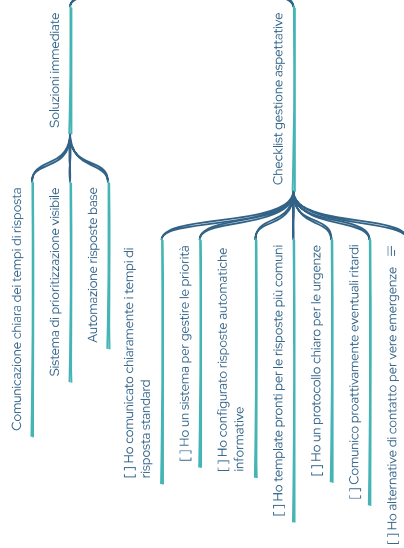 Soluzioni immediate
Comunicazione chiara dei tempi di risposta
Sistema di prioritizzazione visibile
Automazione risposte base
Checklist gestione aspettative
[ ] Ho comunicato chiaramente i tempi di
risposta standard
[ ] Ho un sistema per gestire le priorità
[ ] Ho configurato risposte automatiche
informative
[ ] Ho template pronti per le risposte più comuni
[ ] Ho un protocollo chiaro per le urgenze
[ ] Comunico proattivamente eventuali ritardi
[ ] Ho alternative di contatto per vere emergenze